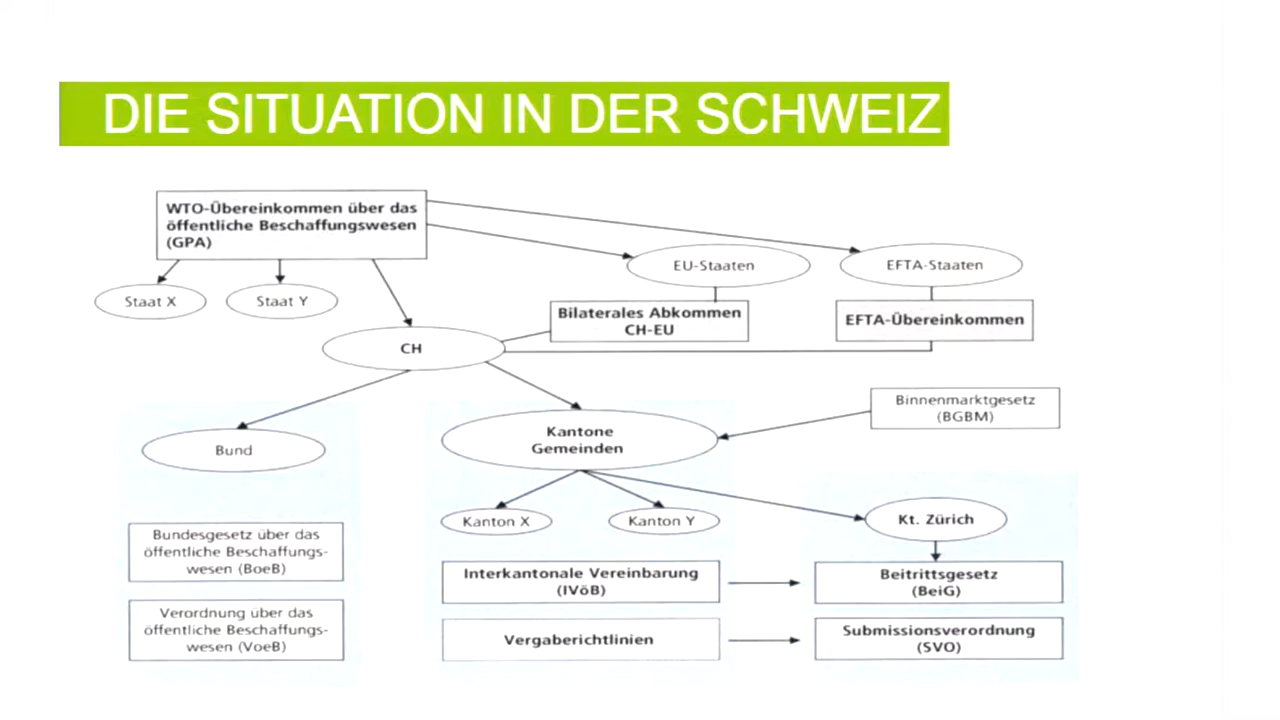 DIE SITUATION IN DER SCHWEIZ
WTO-Übereinkommen über das
öffentliche Beschaffungswesen
(GPA)
EU-Staaten
EFTA-Staaten
Staat X
Staat Y
Bilaterales Abkommen
CH-EU
EFTA-Übereinkommen
CH
Binnenmarktgesetz
(BGBM)
Bund
Kantone
Gemeinden
Kanton X
Kanton Y
Kt. Zürich
Bundesgesetz über das
öffentliche Beschaffungs-
wesen (BoeB)
Interkantonale Vereinbarung
(IVöB)
Beitrittsgesetz
(BeiG)
Verordnung über das
öffentliche Beschaffungs-
wesen (VoeB)
Vergaberichtlinien
Submissionsverordnung
(SVO)